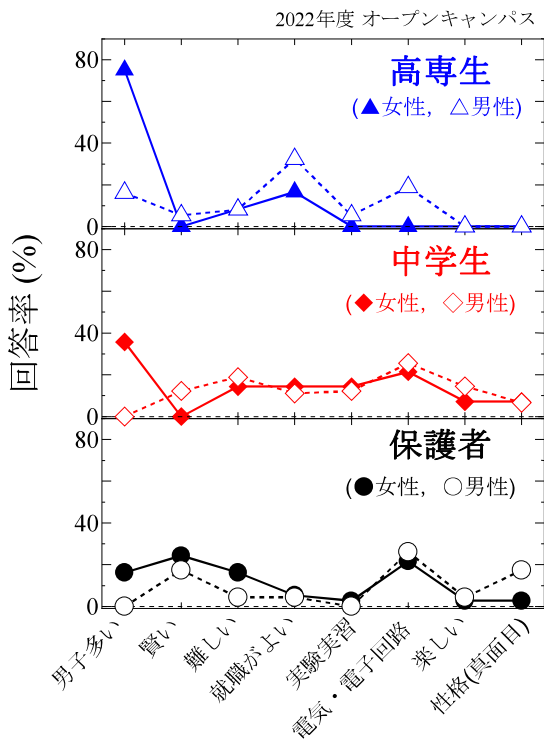 2022年度 オープンキャンパス
高専生
(▲女性, △男性)
80
40
0
中学生
(◆女性, ◇男性)
80
40
0
保護者
(●女性, ○男性)
80
40
0
回答率 (%)
男子多い
賢い
難しい
就職がよい
実験実習
電気・電子回路
楽しい
性格(真面目)